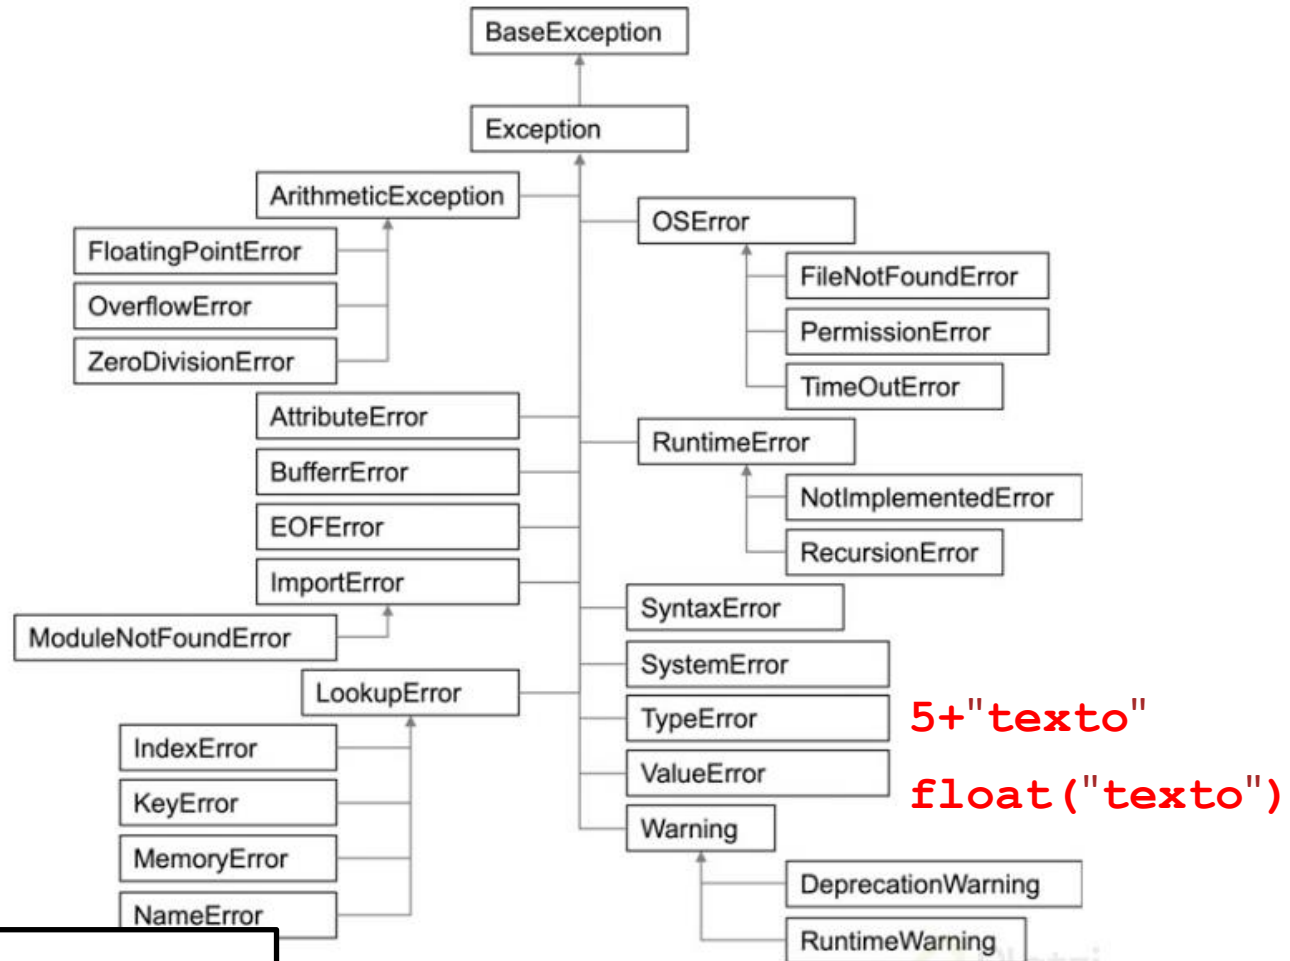 BaseException
Exception
ArithmeticException
FloatingPointError
OverflowError
ZeroDivisionError
AttributeError
BufferrError
EOFError
ImportError
ModuleNotFoundError
LookupError
IndexError
KeyError
MemoryError
NameError
OSError
FileNotFoundError
PermissionError
TimeOutError
RuntimeError
NotImplementedError
RecursionError
SyntaxError
SystemError
TypeError
5+"texto"
ValueError
float("texto")
Warning
DeprecationWarning
RuntimeWarning